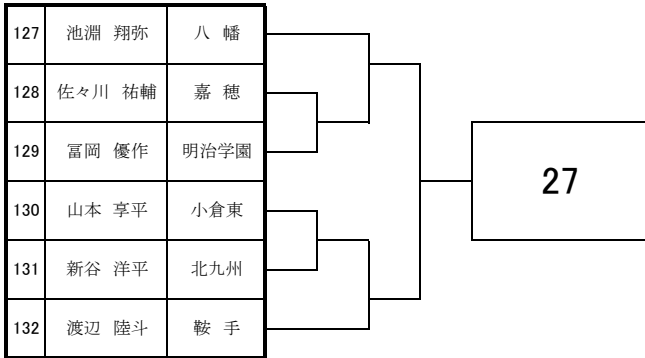 127 池淵 翔弥 八 幡
128 佐々川 祐輔 嘉 穂
129 冨岡 優作 明治学園
130 山本 享平 小倉東
131 新谷 洋平 北九州
132 渡辺 陸斗 鞍 手
27